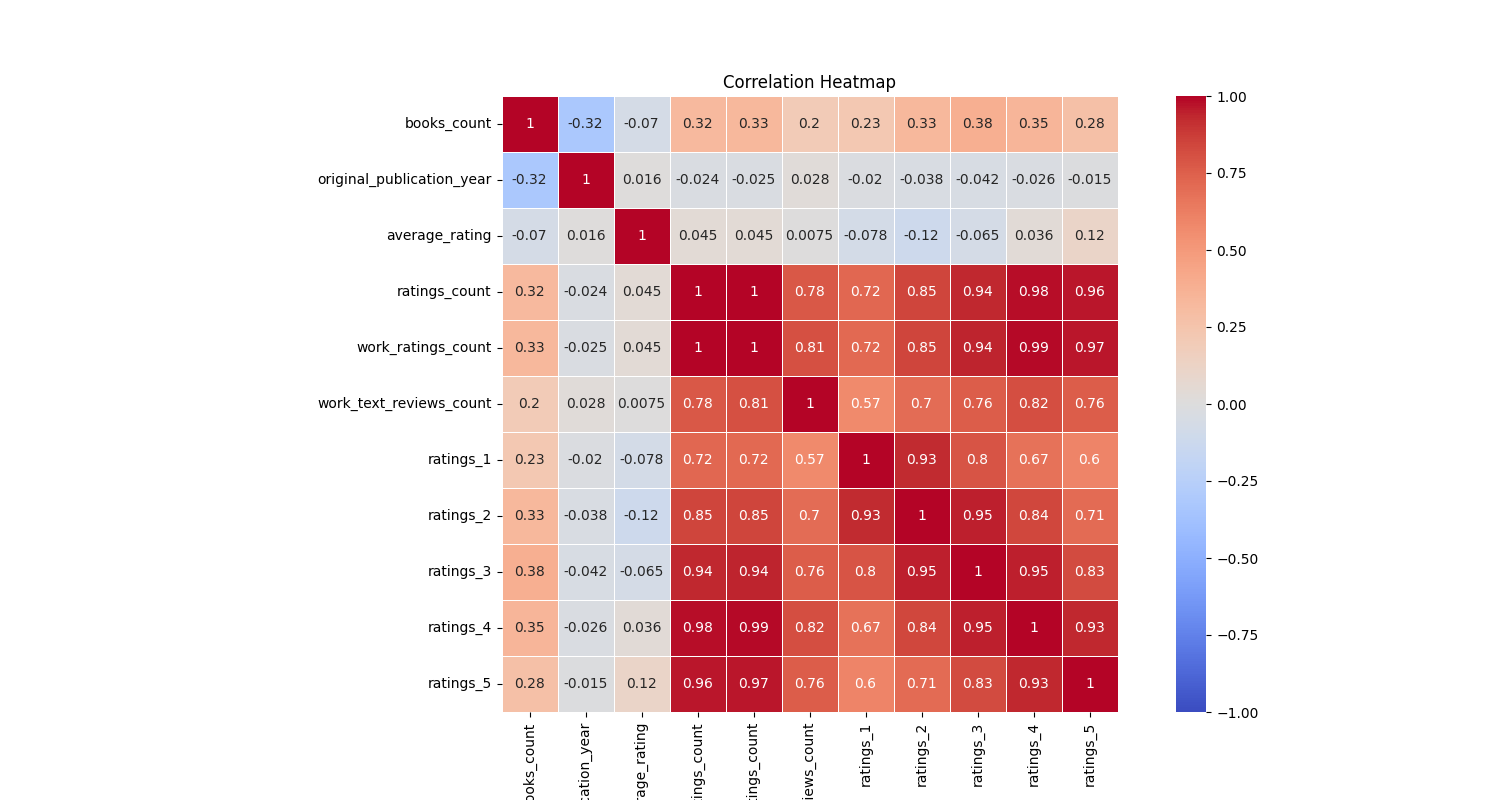 Correlation Heatmap
books_count 1 -0.32 -0.07 0.32 0.33 0.2 0.23 0.33 0.38 0.35 0.28
original_publication_year -0.32 1 0.016 -0.024 -0.025 0.028 -0.02 -0.038 -0.042 -0.026 -0.015
average_rating -0.07 0.016 1 0.045 0.045 0.0075 -0.078 -0.12 -0.065 0.036 0.12
ratings_count 0.32 -0.024 0.045 1 1 0.78 0.72 0.85 0.94 0.98 0.96
work_ratings_count 0.33 -0.025 0.045 1 1 0.81 0.72 0.85 0.94 0.99 0.97
work_text_reviews_count 0.2 0.028 0.0075 0.78 0.81 1 0.57 0.7 0.76 0.82 0.76
ratings_1 0.23 -0.02 -0.078 0.72 0.72 0.57 1 0.93 0.8 0.67 0.6
ratings_2 0.33 -0.038 -0.12 0.85 0.85 0.7 0.93 1 0.95 0.84 0.71
ratings_3 0.38 -0.042 -0.065 0.94 0.94 0.76 0.8 0.95 1 0.95 0.83
ratings_4 0.35 -0.026 0.036 0.98 0.99 0.82 0.67 0.84 0.95 1 0.93
ratings_5 0.28 -0.015 0.12 0.96 0.97 0.76 0.6 0.71 0.83 0.93 1
ooks_count
cation_year
rage_rating
tings_count
tings_count
iews_count
ratings_1
ratings_2
ratings_3
ratings_4
ratings_5
1.00
0.75
0.50
0.25
0.00
−0.25
−0.50
−0.75
−1.00